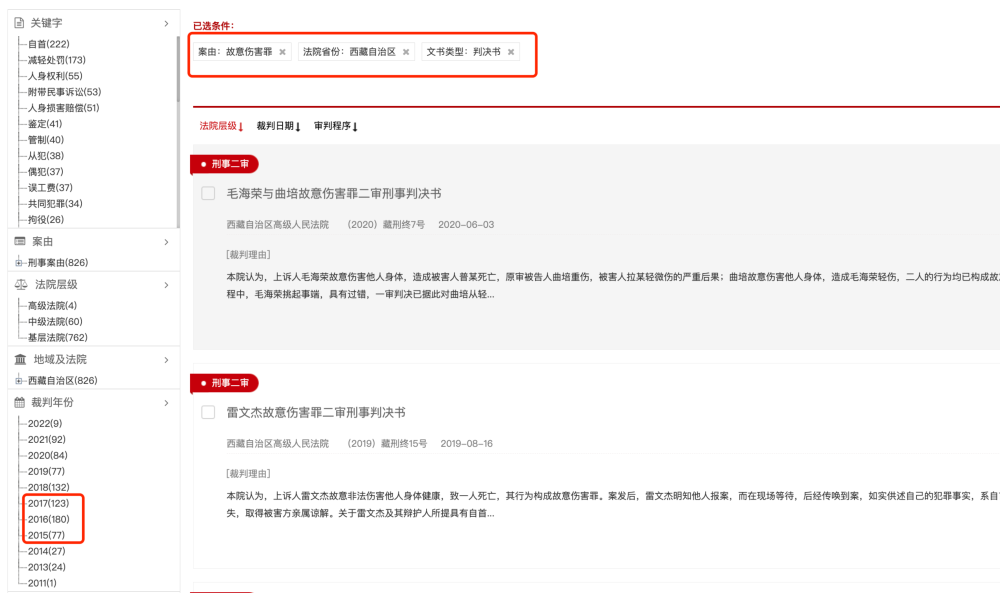 关键字
自首(222)
减轻处罚(173)
人身权利(55)
附带民事诉讼(53)
人身损害赔偿(51)
鉴定(41)
管制(40)
从犯(38)
偶犯(37)
误工费(37)
共同犯罪(34)
拘役(26)
案由
刑事案由(826)
法院层级
高级法院(4)
中级法院(60)
基层法院(762)
地域及法院
西藏自治区(826)
裁判年份
2022(9)
2021(92)
2020(84)
2019(77)
2018(132)
2017(123)
2016(180)
2015(77)
2014(27)
2013(24)
2011(1)
已选条件：
案由：故意伤害罪 × 法院省份：西藏自治区 × 文书类型：判决书 ×
法院层级↓ 裁判日期↓ 审判程序↓
刑事二审
毛海荣与曲培故意伤害罪二审刑事判决书
西藏自治区高级人民法院 （2020）藏刑终7号 2020-06-03
[裁判理由]
本院认为，上诉人毛海荣故意伤害他人身体，造成被害人普某死亡，原审被告人曲培重伤，被害人拉某轻微伤的严重后果；曲培故意伤害他人身体，造成毛海荣轻伤，二人的行为均已构成故
程中，毛海荣挑起事端，具有过错，一审判决已据此对曲培从轻...
刑事二审
雷文杰故意伤害罪二审刑事判决书
西藏自治区高级人民法院 （2019）藏刑终15号 2019-08-16
[裁判理由]
本院认为，上诉人雷文杰故意非法伤害他人身体健康，致一人死亡，其行为构成故意伤害罪。案发后，雷文杰明知他人报案，而在现场等待，后经传唤到案，如实供述自己的犯罪事实，系自
失，取得被害方亲属谅解。关于雷文杰及其辩护人所提具有自首...